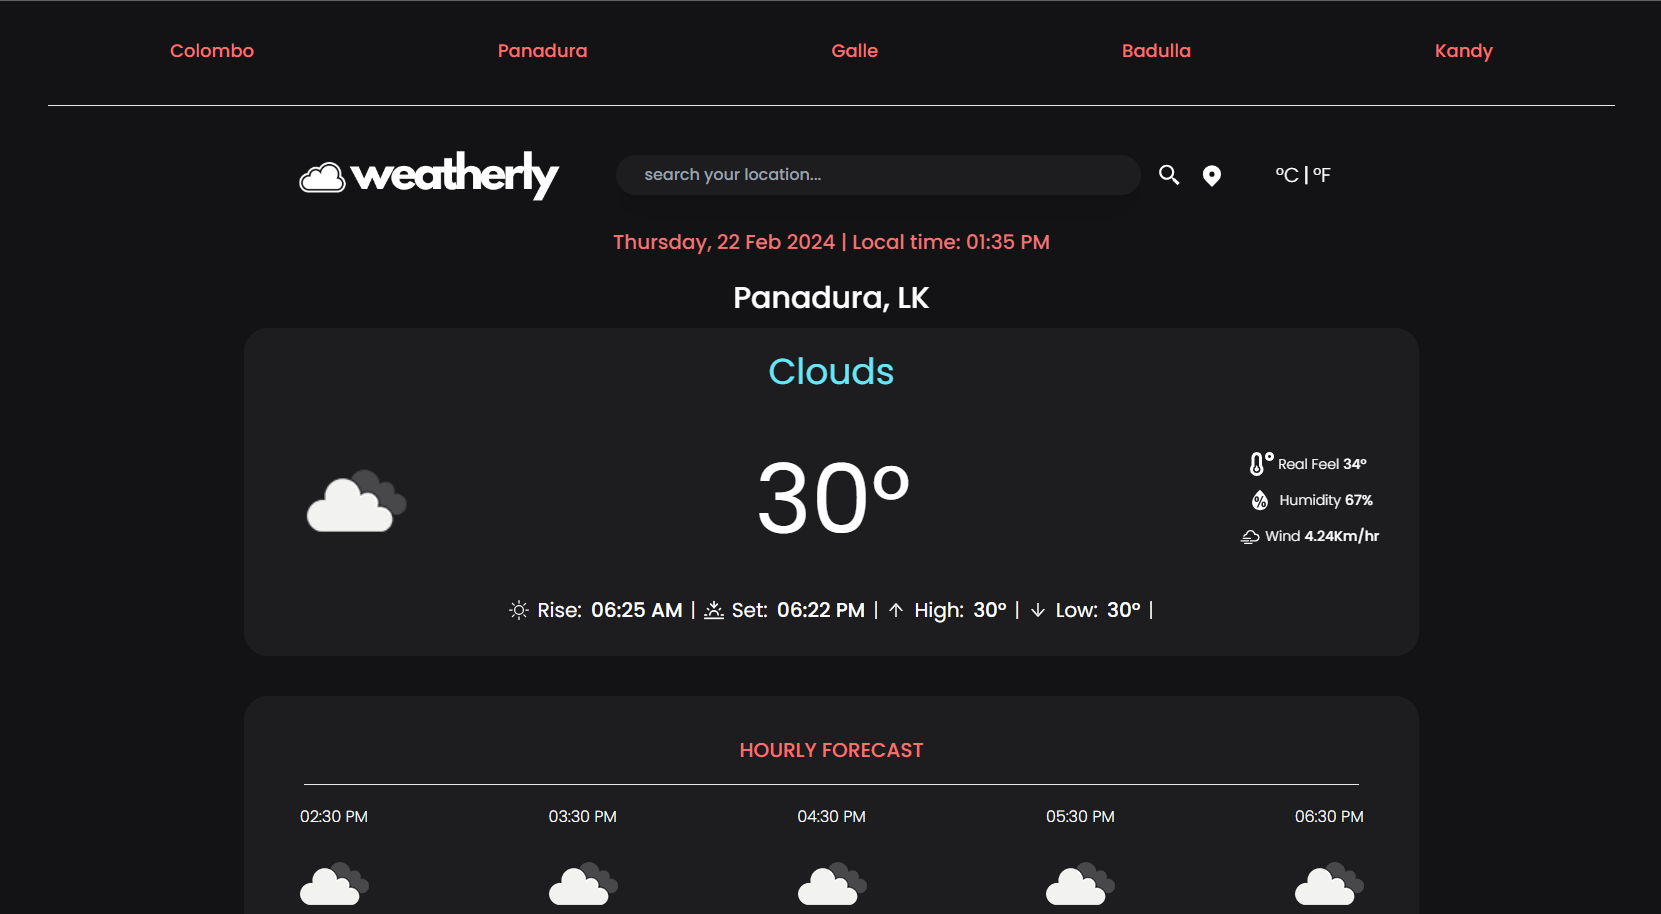 Colombo Panadura Galle Badulla Kandy
weatherly search your location... °C | °F
Thursday, 22 Feb 2024 | Local time: 01:35 PM
Panadura, LK
Clouds
30°
Real Feel 34°
Humidity 67%
Wind 4.24Km/hr
Rise: 06:25 AM | Set: 06:22 PM | High: 30° | Low: 30° |
HOURLY FORECAST
02:30 PM 03:30 PM 04:30 PM 05:30 PM 06:30 PM